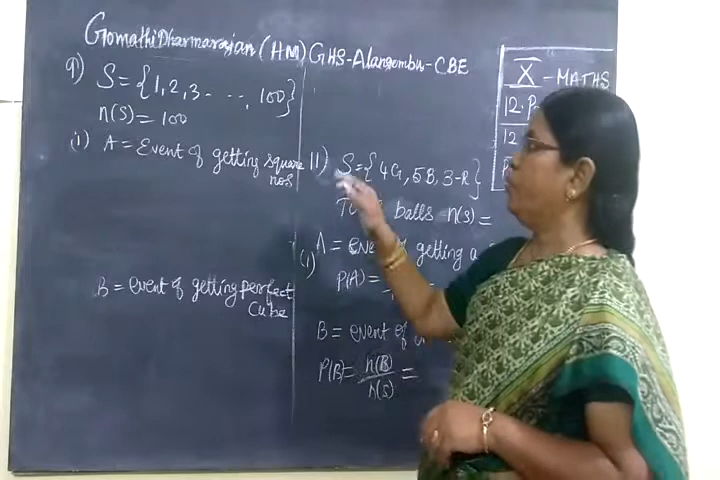 Gomathi Dharmarajan (HM) GHS-Alangombu-CBE
9) S = {1, 2, 3 - - .., 100}
n(S) = 100
(i) A = Event of getting square
nos
B = event of getting perfect
Cube
11) S = {4G, 5B, 3-R}
balls n(s) =
(i) A = event of getting a
P(A) =
B = event of
P(B) = n(B)/n(s) =
X - MATHS
12.
12